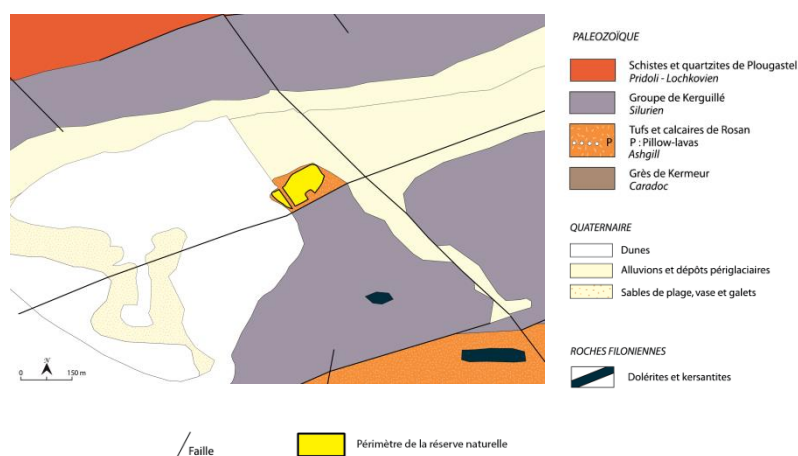 PALEOZOÏQUE
Schistes et quartzites de Plougastel
Pridoli - Lochkovien
Groupe de Kerguillé
Silurien
Tufs et calcaires de Rosan
P P : Pillow-lavas
Ashgill
Grès de Kermeur
Caradoc
QUATERNAIRE
Dunes
Alluvions et dépôts périglaciaires
Sables de plage, vase et galets
ROCHES FILONIENNES
Dolérites et kersantites
N
0 150 m
Faille
Périmètre de la réserve naturelle